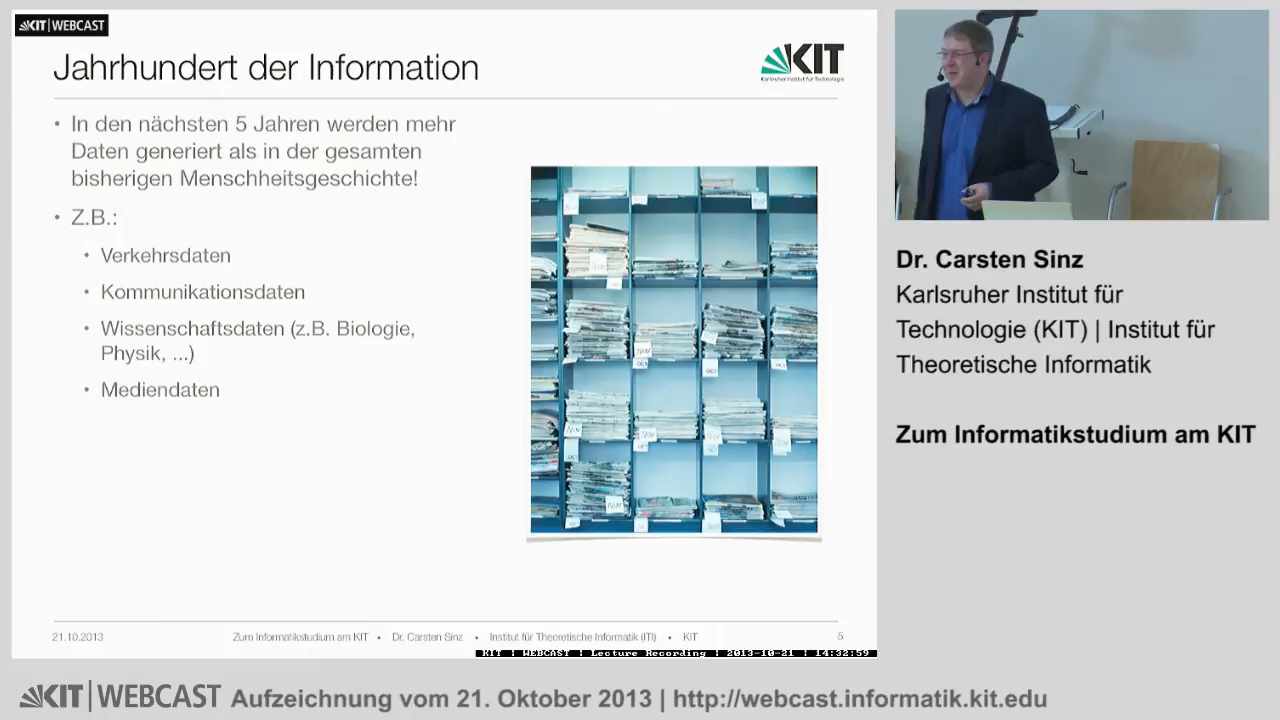 KIT | WEBCAST
Jahrhundert der Information
KIT
Karlsruher Institut für Technologie
• In den nächsten 5 Jahren werden mehr
Daten generiert als in der gesamten
bisherigen Menschheitsgeschichte!
• Z.B.:
• Verkehrsdaten
• Kommunikationsdaten
• Wissenschaftsdaten (z.B. Biologie,
Physik, ...)
• Mediendaten
21.10.2013 Zum Informatikstudium am KIT • Dr. Carsten Sinz • Institut für Theoretische Informatik (ITI) • KIT 5
KIT | WEBCAST | Lecture Recording | 2013-10-21 | 14:32:59
Dr. Carsten Sinz
Karlsruher Institut für
Technologie (KIT) | Institut für
Theoretische Informatik
Zum Informatikstudium am KIT
KIT | WEBCAST Aufzeichnung vom 21. Oktober 2013 | http://webcast.informatik.kit.edu